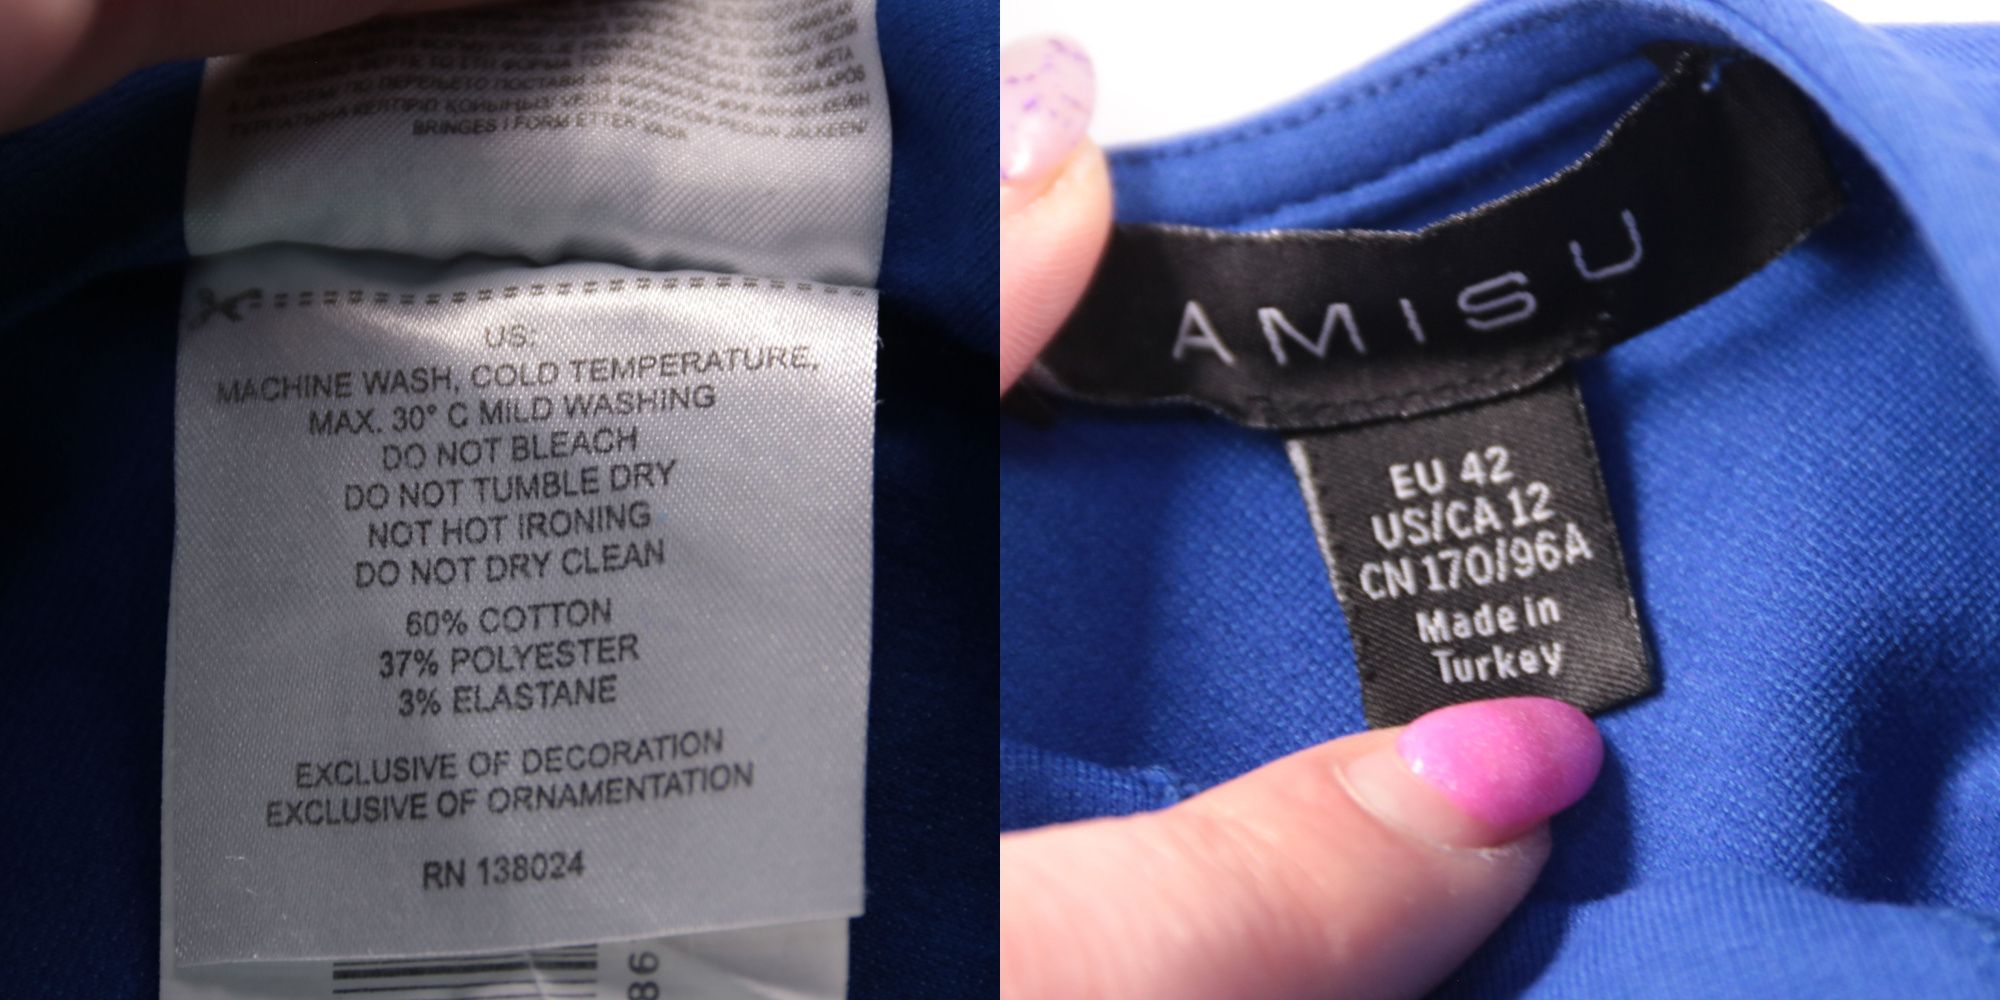 BRINGES I FORM ETTER VASK
US:
MACHINE WASH, COLD TEMPERATURE,
MAX. 30° C MILD WASHING
DO NOT BLEACH
DO NOT TUMBLE DRY
NOT HOT IRONING
DO NOT DRY CLEAN
60% COTTON
37% POLYESTER
3% ELASTANE
EXCLUSIVE OF DECORATION
EXCLUSIVE OF ORNAMENTATION
RN 138024
98
AMISU
EU 42
US/CA 12
CN 170/96A
Made in
Turkey